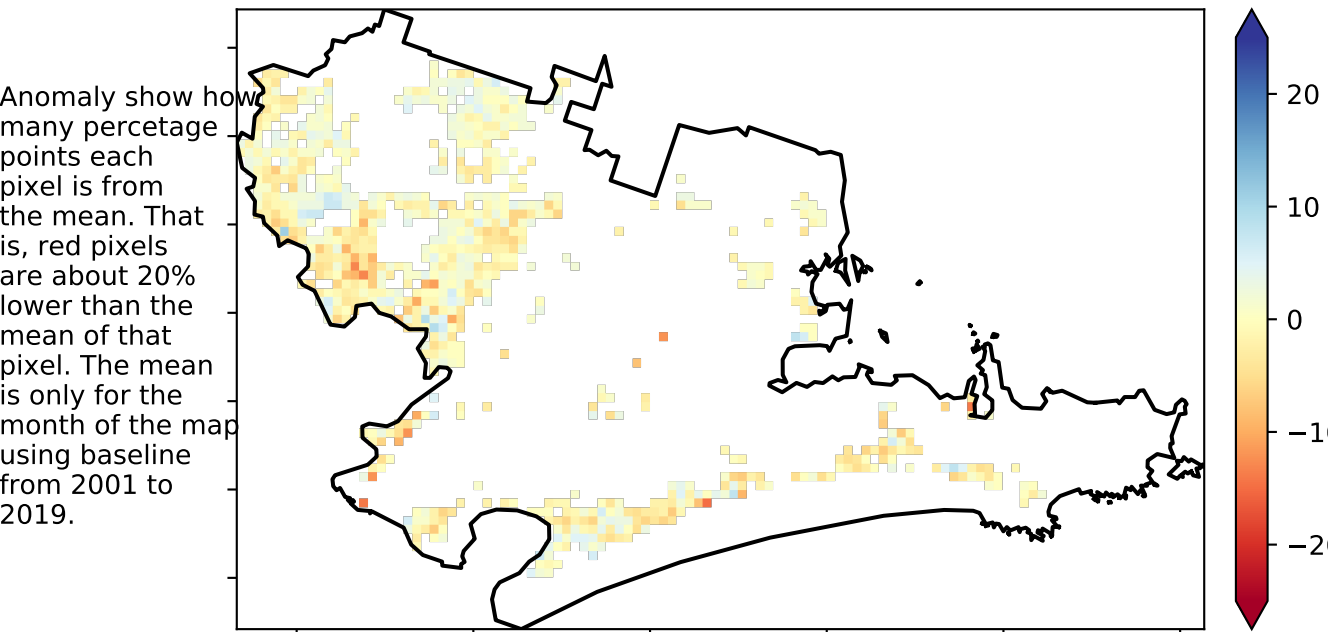 Anomaly show how
many percetage
points each
pixel is from
the mean. That
is, red pixels
are about 20%
lower than the
mean of that
pixel. The mean
is only for the
month of the map
using baseline
from 2001 to
2019.
20
10
0
−10
−20